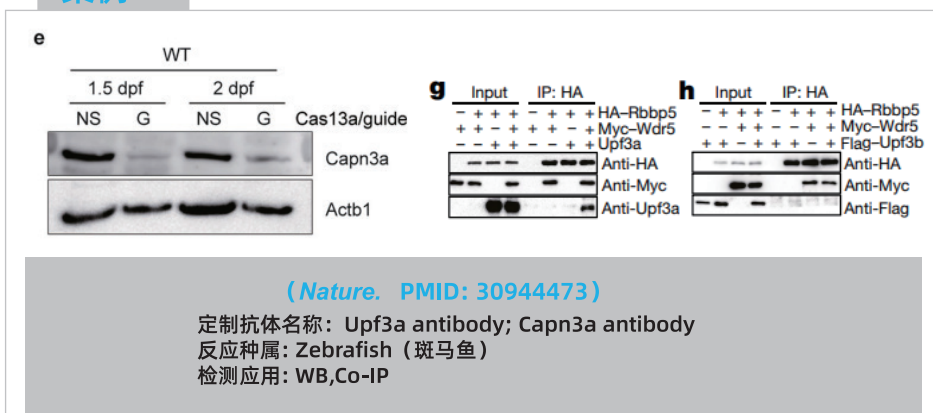 案例
e
WT
1.5 dpf 2 dpf
NS G NS G Cas13a/guide
Capn3a
Actb1
g
Input IP: HA
– + + + – + + + HA–Rbbp5
+ + – + + + – + Myc–Wdr5
– – + + – – + + Upf3a
Anti-HA
Anti-Myc
Anti-Upf3a
h
Input IP: HA
– + + + – + + + HA–Rbbp5
– – + + – – + + Myc–Wdr5
+ + – + + + – + Flag–Upf3b
Anti-HA
Anti-Myc
Anti-Flag
(Nature. PMID: 30944473)
定制抗体名称: Upf3a antibody; Capn3a antibody
反应种属: Zebrafish (斑马鱼)
检测应用: WB,Co-IP